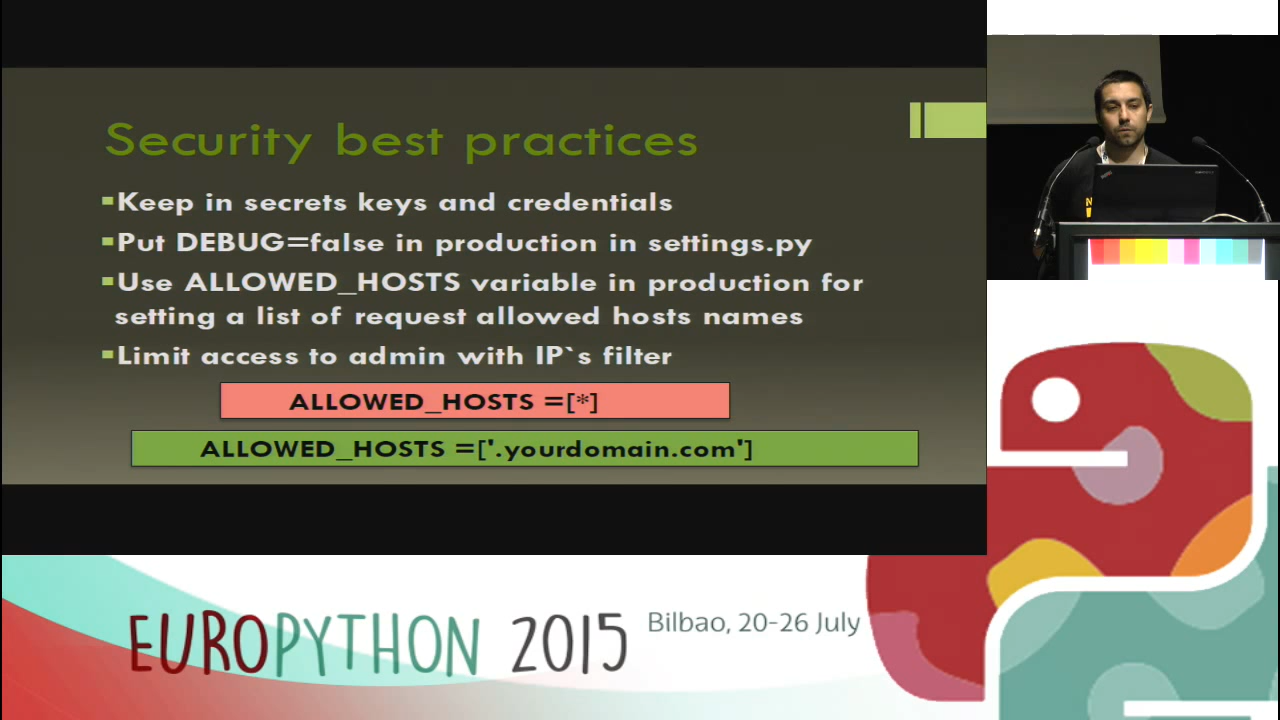 Security best practices
Keep in secrets keys and credentials
Put DEBUG=false in production in settings.py
Use ALLOWED_HOSTS variable in production for
setting a list of request allowed hosts names
Limit access to admin with IP`s filter
ALLOWED_HOSTS =[*]
ALLOWED_HOSTS =['.yourdomain.com']
EUROPYTHON 2015
Bilbao, 20-26 July